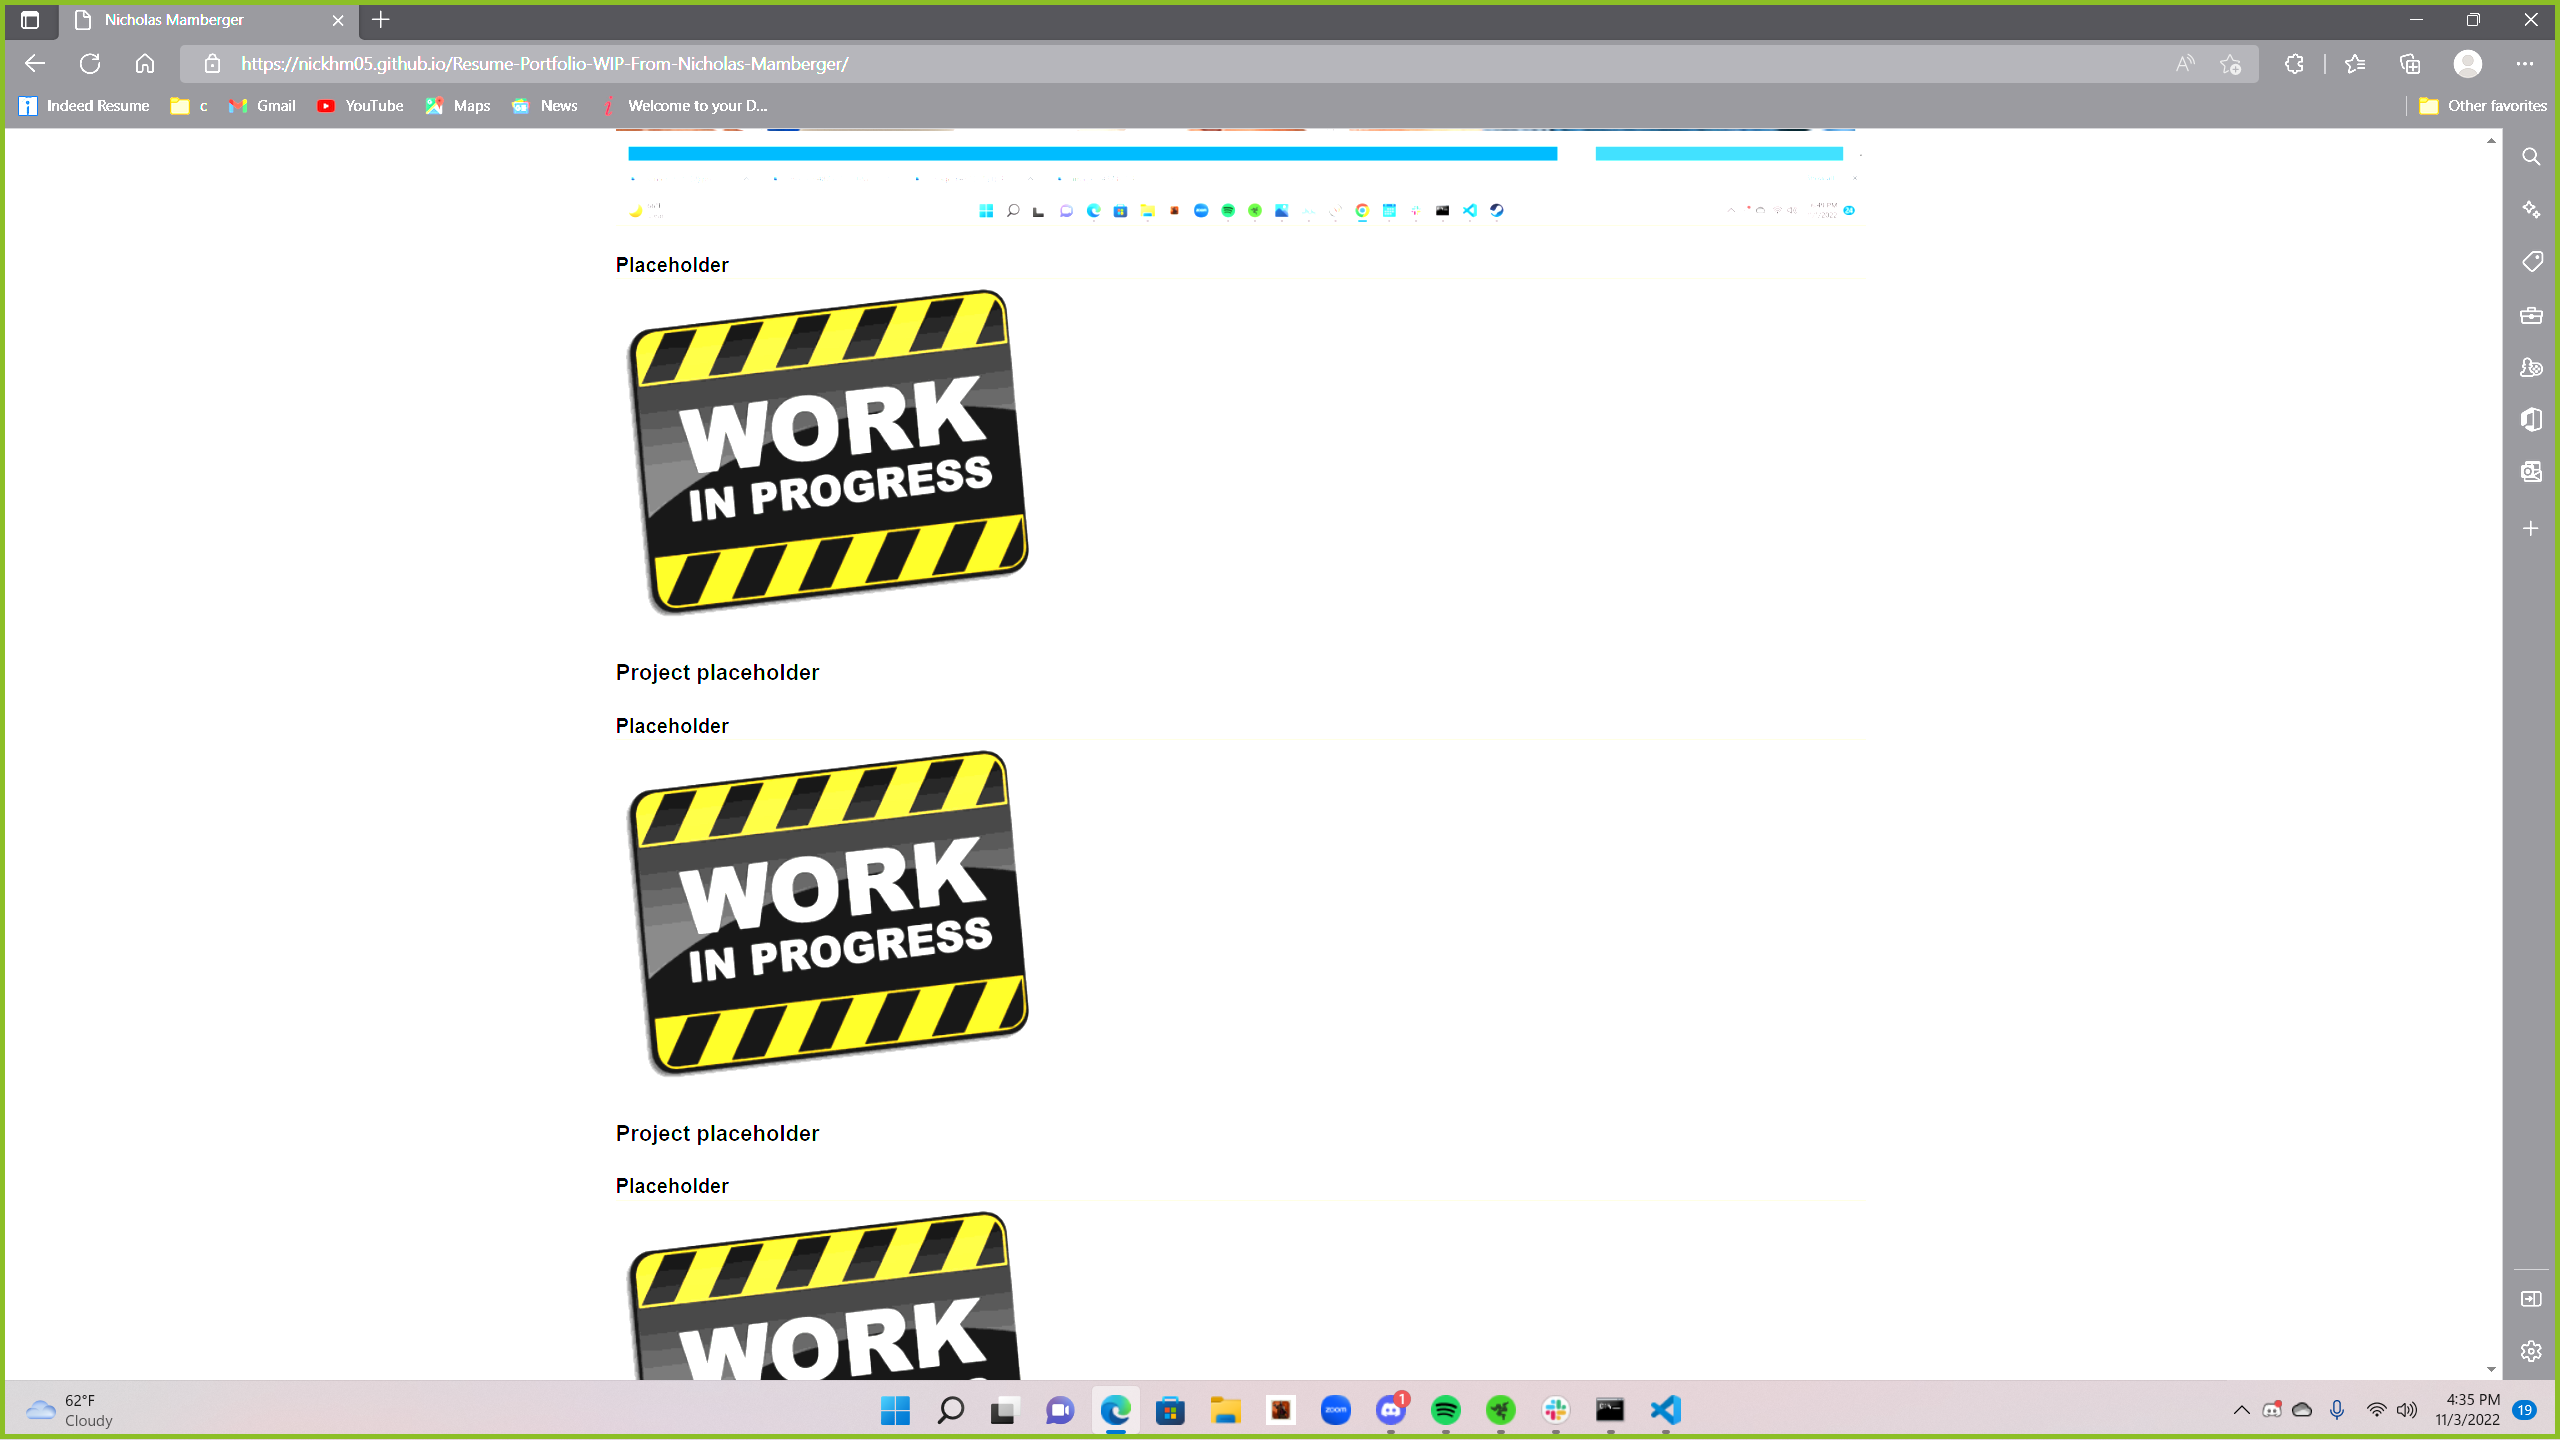 Nicholas Mamberger
https://nickhm05.github.io/Resume-Portfolio-WIP-From-Nicholas-Mamberger/
Indeed Resume c Gmail YouTube Maps News Welcome to your D... Other favorites
Placeholder
WORK
IN PROGRESS
Project placeholder
Placeholder
WORK
IN PROGRESS
Project placeholder
Placeholder
WORK
62°F
Cloudy
zoom
1
4:35 PM
11/3/2022
19